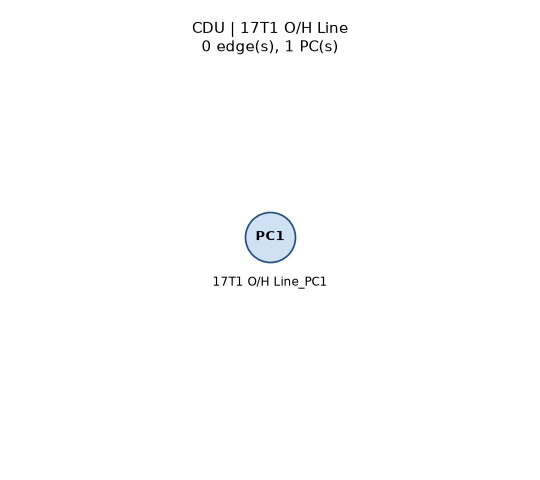 CDU | 17T1 O/H Line
0 edge(s), 1 PC(s)
PC1
17T1 O/H Line_PC1